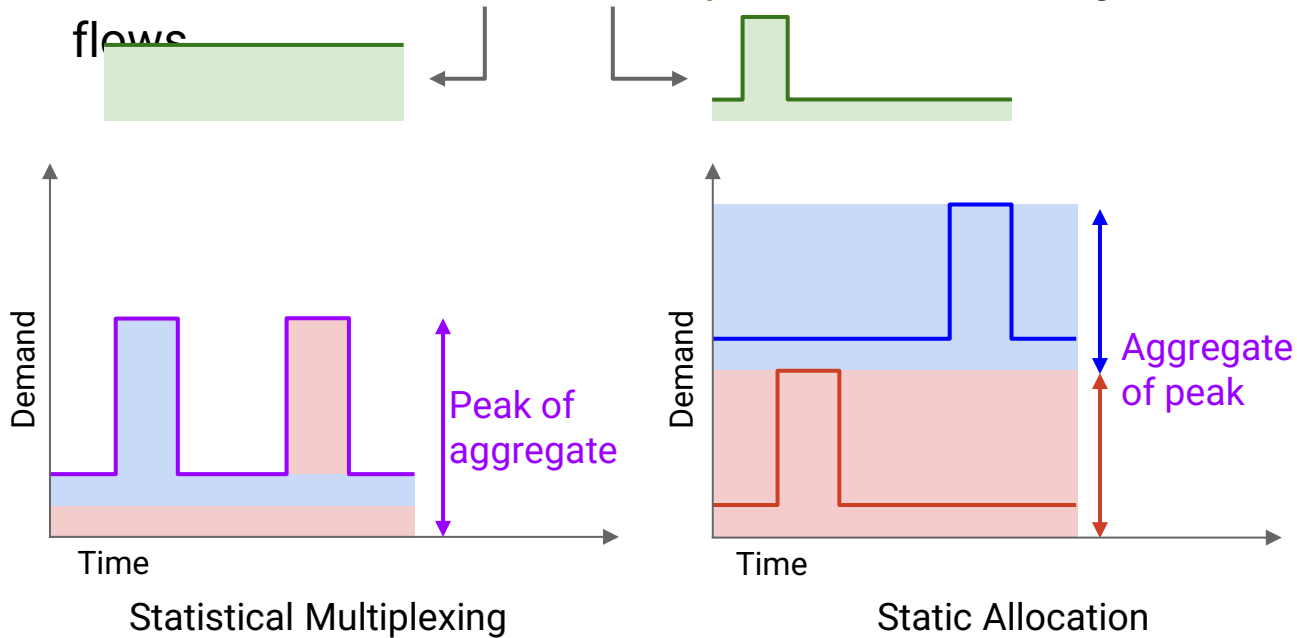 flows
Demand
Peak of
aggregate
Time
Statistical Multiplexing
Demand
Aggregate
of peak
Time
Static Allocation